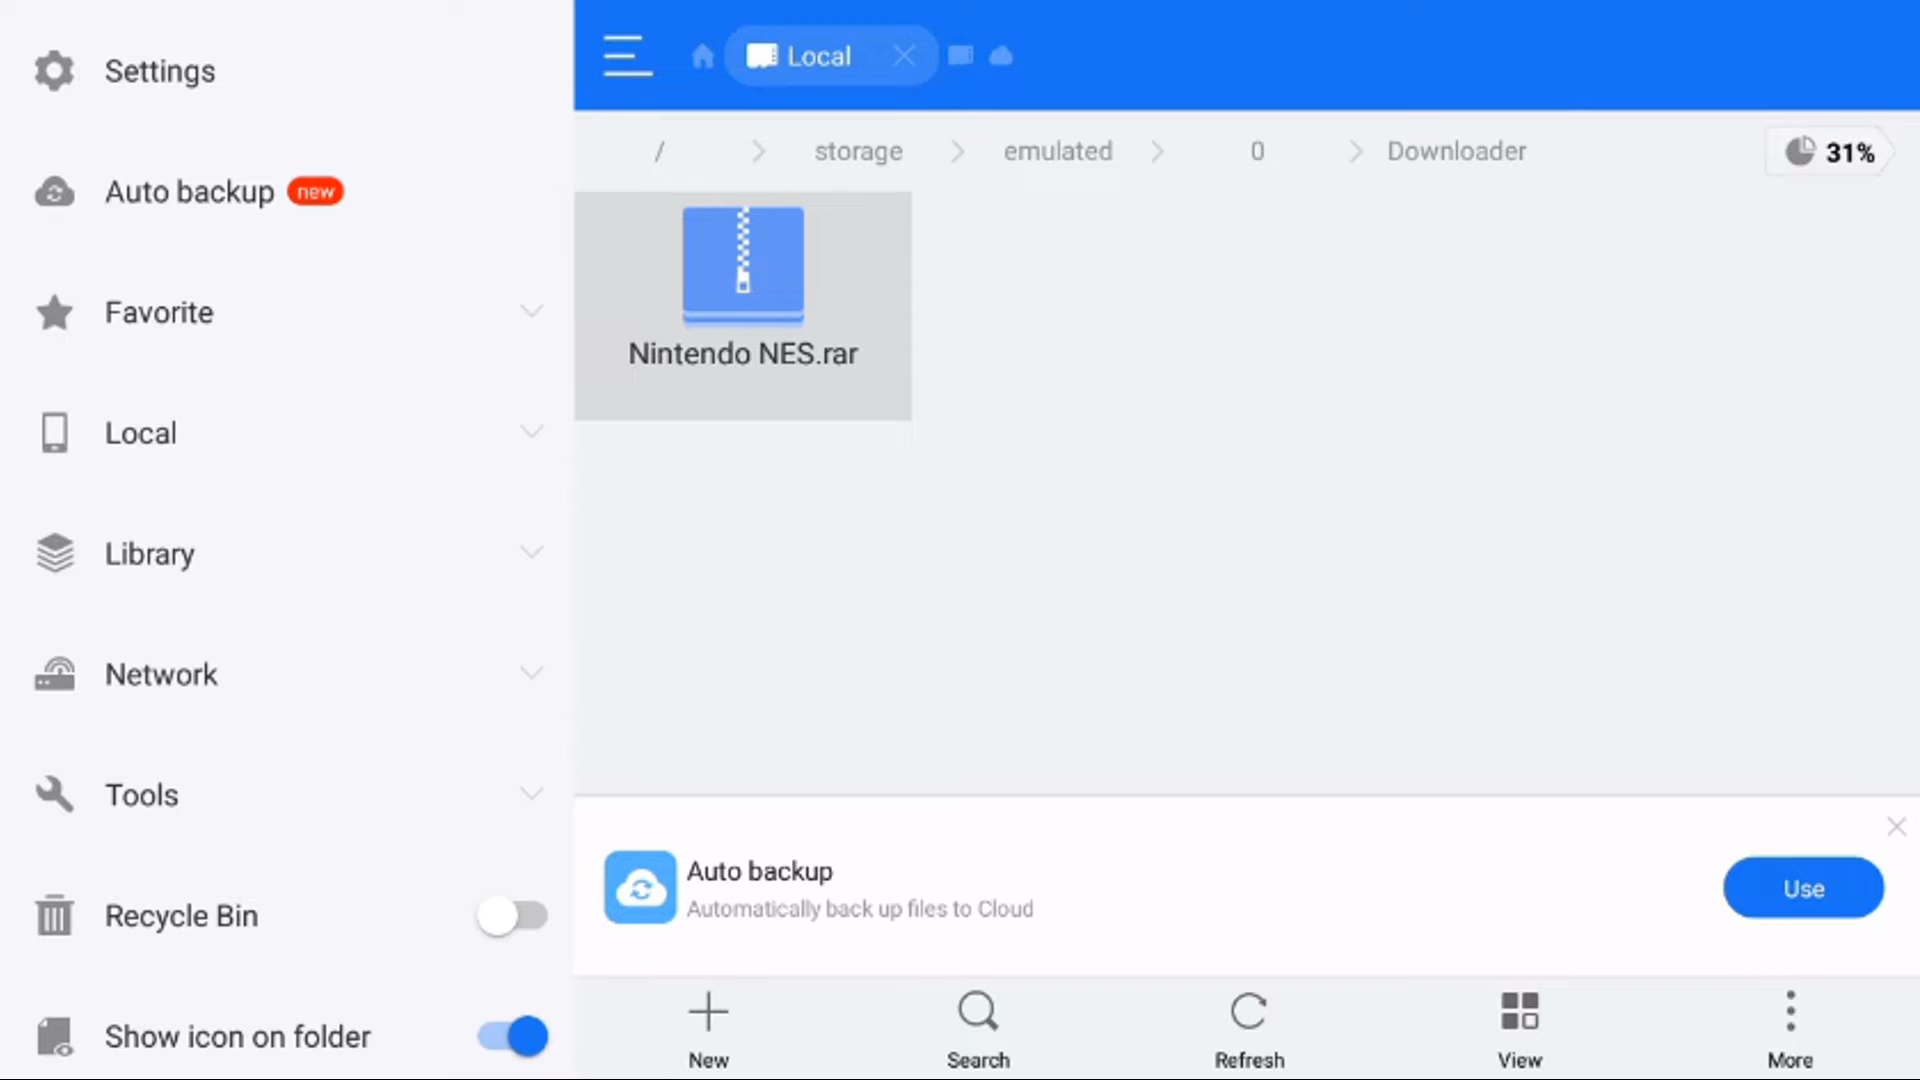 Settings
Auto backup new
Favorite
Local
Library
Network
Tools
Recycle Bin
Show icon on folder
Local
/ storage emulated 0 Downloader 31%
Nintendo NES.rar
Auto backup
Automatically back up files to Cloud
Use
New Search Refresh View More